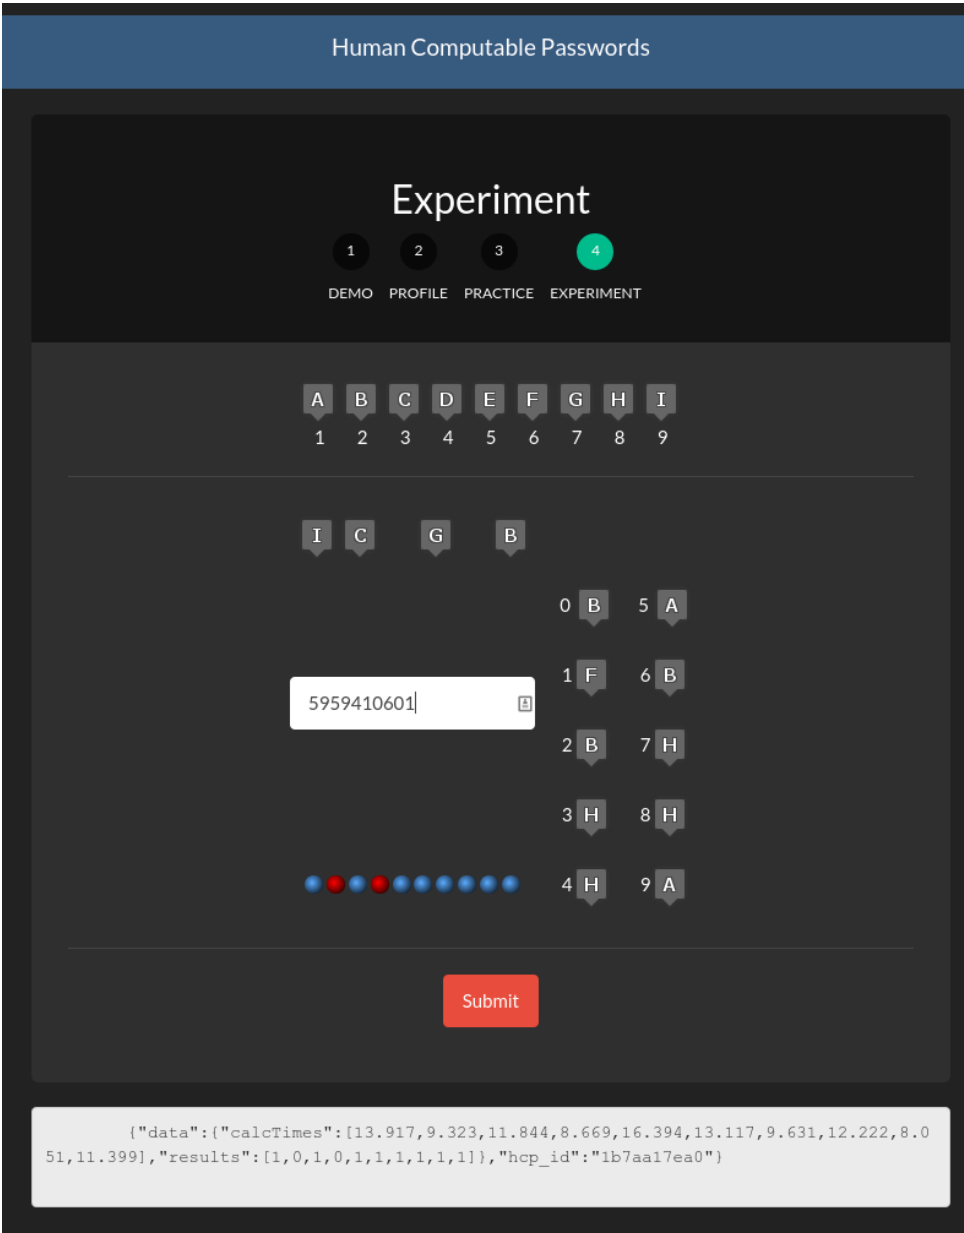 Human Computable Passwords
Experiment
1 2 3 4
DEMO PROFILE PRACTICE EXPERIMENT
A B C D E F G H I
1 2 3 4 5 6 7 8 9
I C G B
0 B 5 A
1 F 6 B
5959410601
2 B 7 H
3 H 8 H
4 H 9 A
Submit
{"data":{"calcTimes":[13.917,9.323,11.844,8.669,16.394,13.117,9.631,12.222,8.0
51,11.399],"results":[1,0,1,0,1,1,1,1,1,1]},"hcp_id":"1b7aa17ea0"}